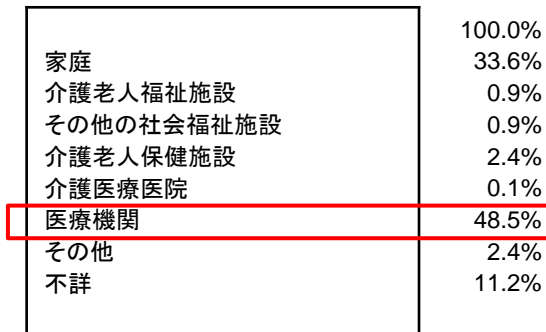 100.0%
家庭 33.6%
介護老人福祉施設 0.9%
その他の社会福祉施設 0.9%
介護老人保健施設 2.4%
介護医療医院 0.1%
医療機関 48.5%
その他 2.4%
不詳 11.2%